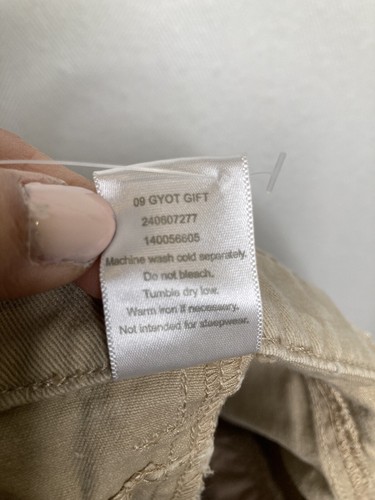 09 GYOT GIFT
240607277
140056605
Machine wash cold separately.
Do not bleach.
Tumble dry low.
Warm iron if necessary.
Not intended for sleepwear.